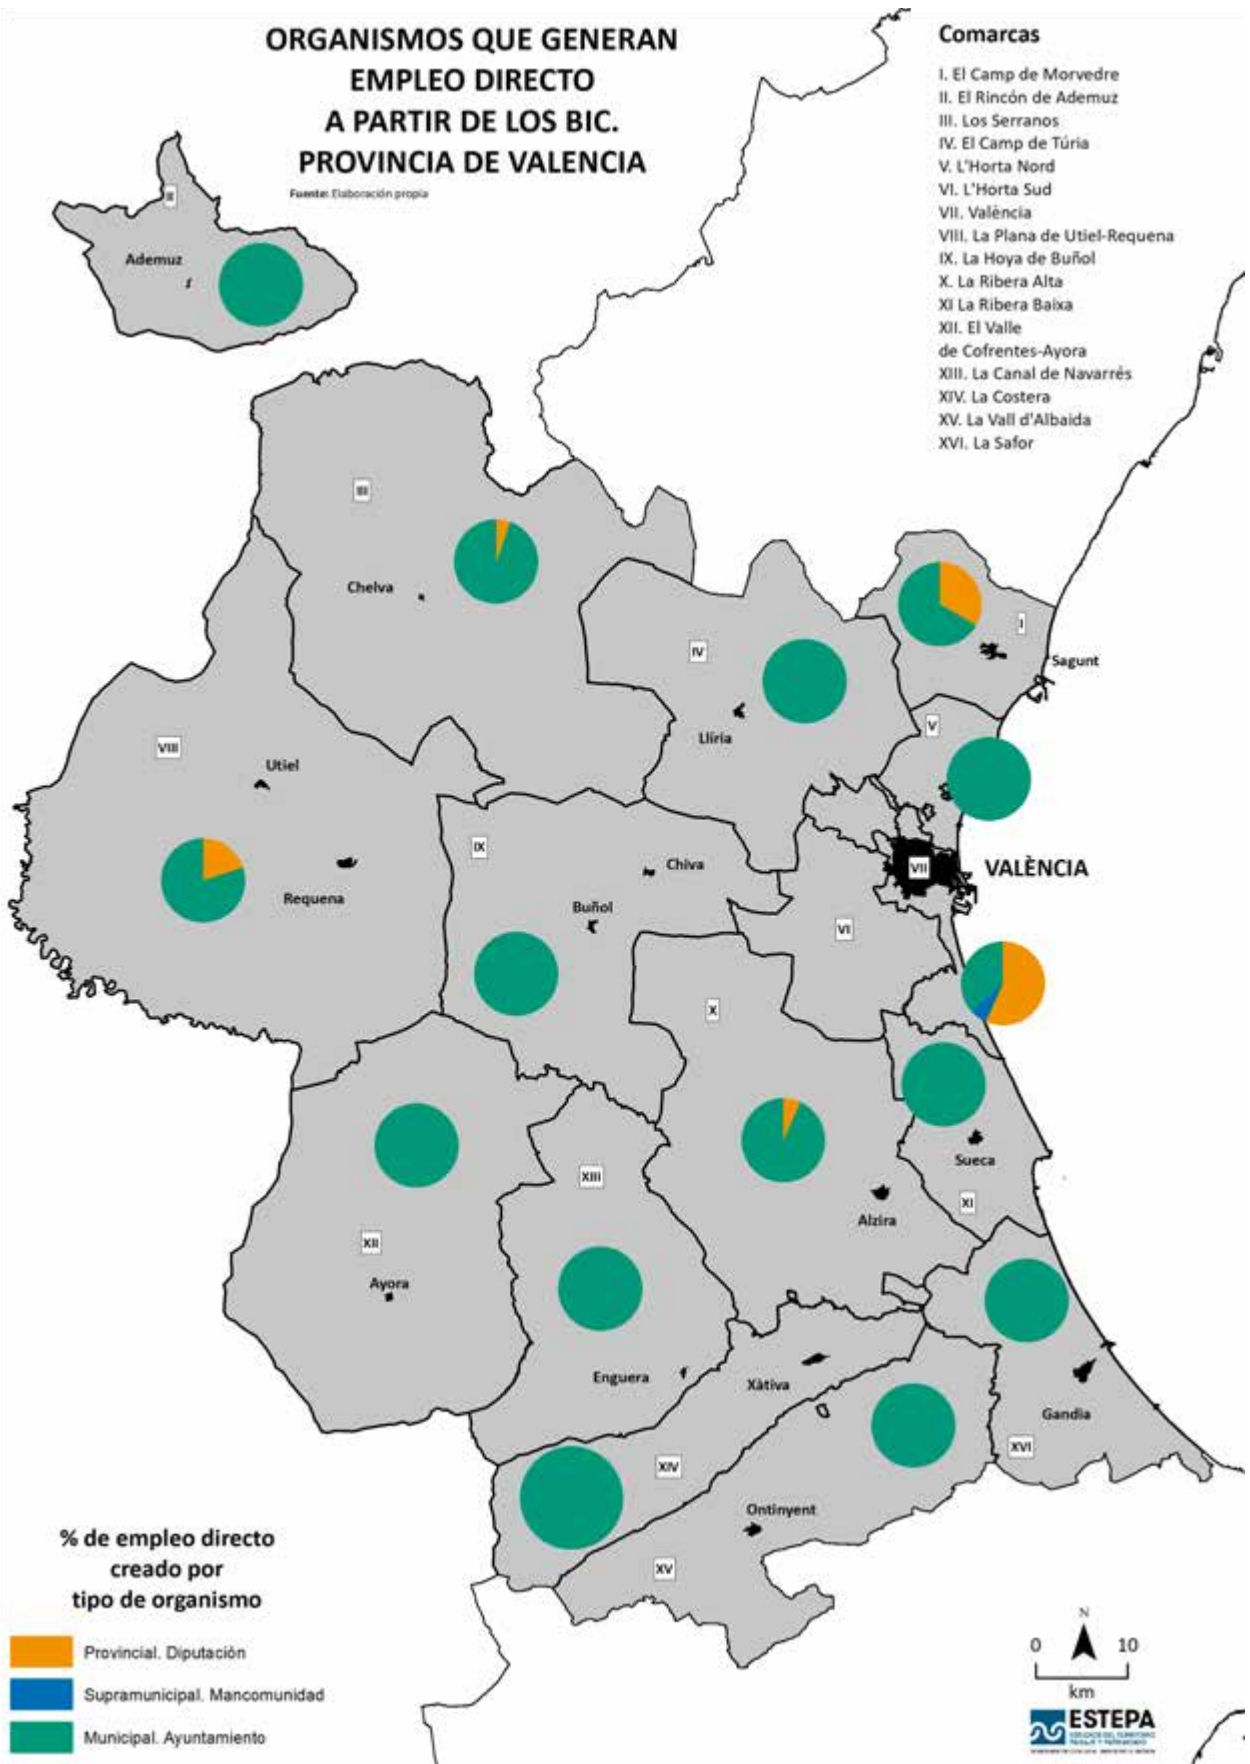 ORGANISMOS QUE GENERAN
EMPLEO DIRECTO
A PARTIR DE LOS BIC.
PROVINCIA DE VALENCIA
Fuente: Elaboración propia
Comarcas
I. El Camp de Morvedre
II. El Rincón de Ademuz
III. Los Serranos
IV. El Camp de Túria
V. L'Horta Nord
VI. L'Horta Sud
VII. València
VIII. La Plana de Utiel-Requena
IX. La Hoya de Buñol
X. La Ribera Alta
XI La Ribera Baixa
XII. El Valle
de Cofrentes-Ayora
XIII. La Canal de Navarrés
XIV. La Costera
XV. La Vall d'Albaida
XVI. La Safor
II
Ademuz
III
Chelva
I
Sagunt
IV
Llíria
V
VIII
Utiel
Requena
IX
Chiva
Buñol
VII
VALÈNCIA
VI
X
Sueca
XI
Alzira
XIII
XII
Ayora
Enguera
Xàtiva
Gandia
XVI
XIV
Ontinyent
XV
% de empleo directo
creado por
tipo de organismo
Provincial. Diputación
Supramunicipal. Mancomunidad
Municipal. Ayuntamiento
N
0 10
km
ESTEPA